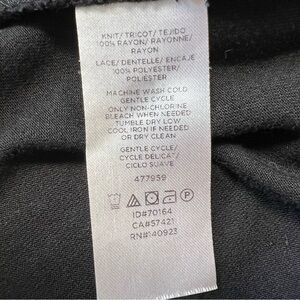 KNIT/ TRICOT/ TEJIDO
100% RAYON/ RAYONNE/
RAYON
LACE/ DENTELLE/ ENCAJE
100% POLYESTER/
POLIESTER
MACHINE WASH COLD
GENTLE CYCLE
ONLY NON-CHLORINE
BLEACH WHEN NEEDED
TUMBLE DRY LOW
COOL IRON IF NEEDED
OR DRY CLEAN
GENTLE CYCLE/
CYCLE DELICAT/
CICLO SUAVE
477959
ID#70164
CA#57421
RN#140923